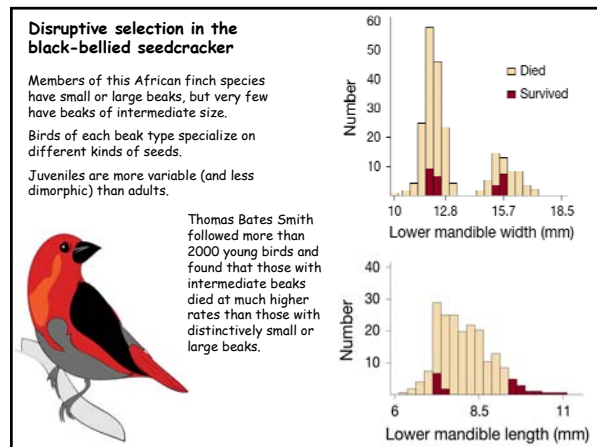 Disruptive selection in the
black-bellied seedcracker
Members of this African finch species
have small or large beaks, but very few
have beaks of intermediate size.
Birds of each beak type specialize on
different kinds of seeds.
Juveniles are more variable (and less
dimorphic) than adults.
Thomas Bates Smith
followed more than
2000 young birds and
found that those with
intermediate beaks
died at much higher
rates than those with
distinctively small or
large beaks.
60
50
40
30
20
10
Number
Died
Survived
10 12.8 15.7 18.5
Lower mandible width (mm)
40
30
20
10
Number
6 8.5 11
Lower mandible length (mm)